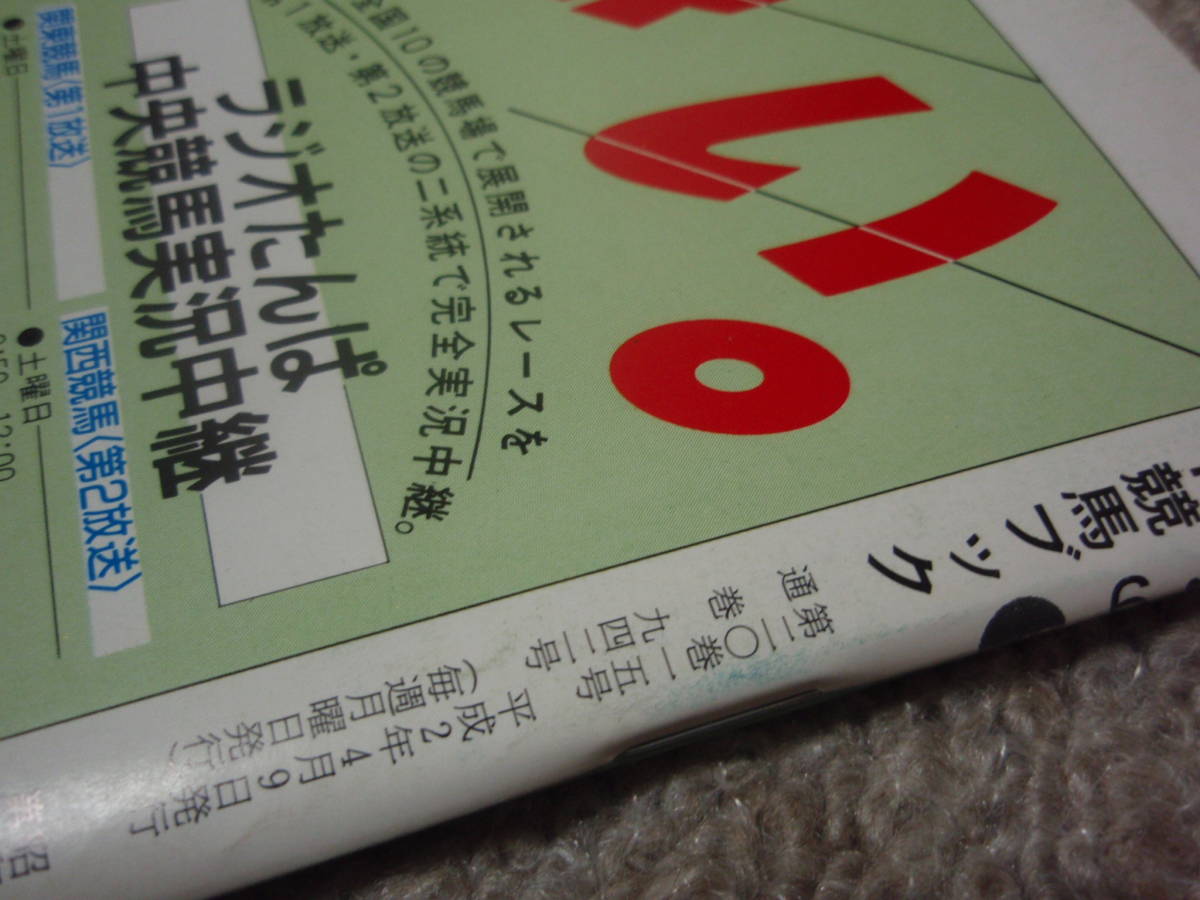 しい。
全国10の競馬場で展開されるレースを
1放送・第2放送の二系統で完全実況中継。
ラジオたんぱ
中央競馬実況中継
関東競馬〈第1放送〉
●土曜日
関西競馬〈第2放送〉
●土曜日
競馬ブック
第二〇巻一五号
通巻九四二号
平成2年4月9日発行
(毎週月曜日発行)
昭
第